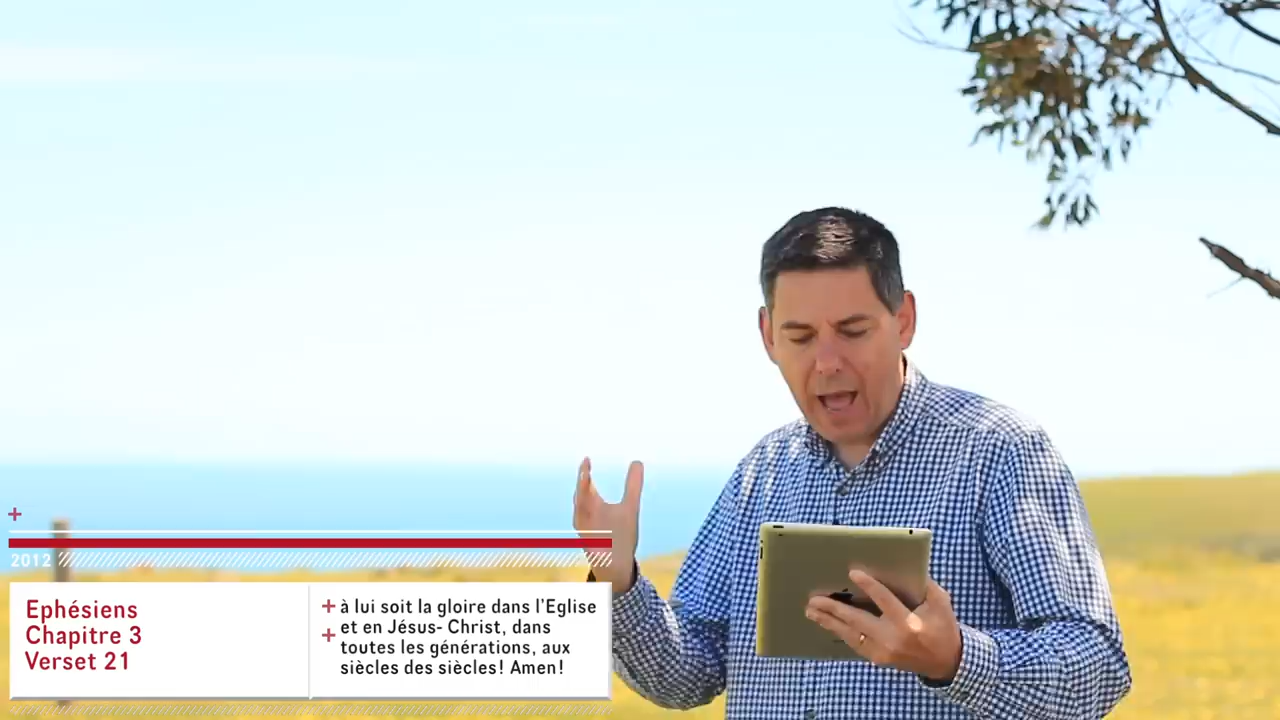 2012
Ephésiens
Chapitre 3
Verset 21
à lui soit la gloire dans l'Eglise
et en Jésus- Christ, dans
toutes les générations, aux
siècles des siècles! Amen!